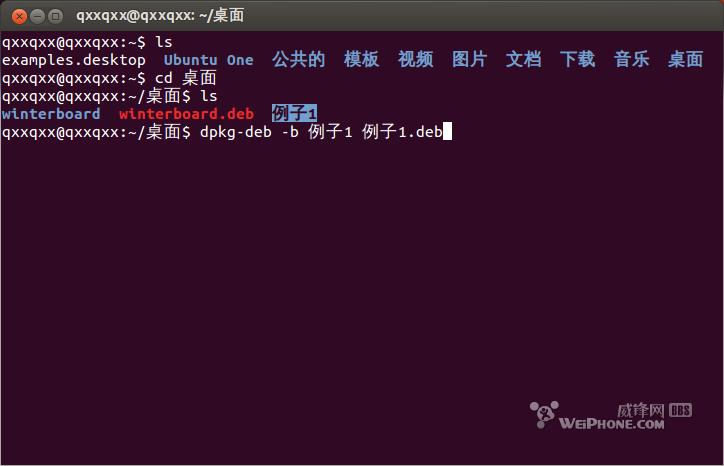 qxxqxx@qxxqxx: ~/桌面
qxxqxx@qxxqxx:~$ ls
examples.desktop  Ubuntu One  公共的  模板  视频  图片  文档  下载  音乐  桌面
qxxqxx@qxxqxx:~$ cd 桌面
qxxqxx@qxxqxx:~/桌面$ ls
winterboard  winterboard.deb  例子1
qxxqxx@qxxqxx:~/桌面$ dpkg-deb -b 例子1 例子1.deb
威锋网 BBS
WEIPHONE.COM